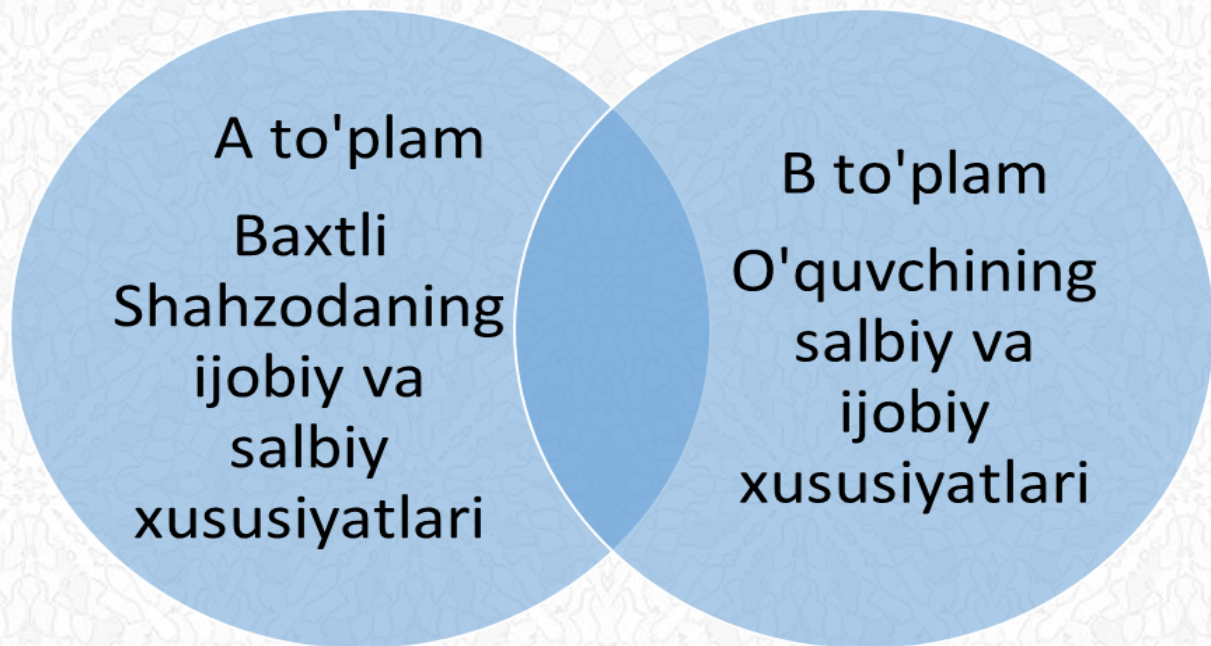 A to'plam
Baxtli
Shahzodaning
ijobiy va
salbiy
xususiyatlari
B to'plam
O'quvchining
salbiy va
ijobiy
xususiyatlari